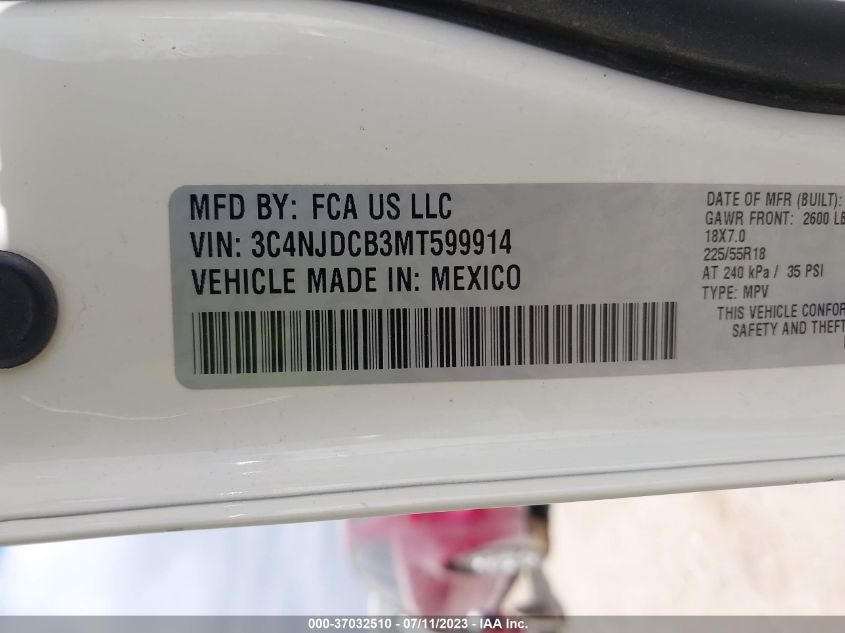 MFD BY: FCA US LLC
VIN: 3C4NJDCB3MT599914
VEHICLE MADE IN: MEXICO
DATE OF MFR (BUILT):
GAWR FRONT: 2600 LB
18X7.0
225/55R18
AT 240 kPa / 35 PSI
TYPE: MPV
THIS VEHICLE CONFOR
SAFETY AND THEFT
000-37032510 - 07/11/2023 - IAA Inc.